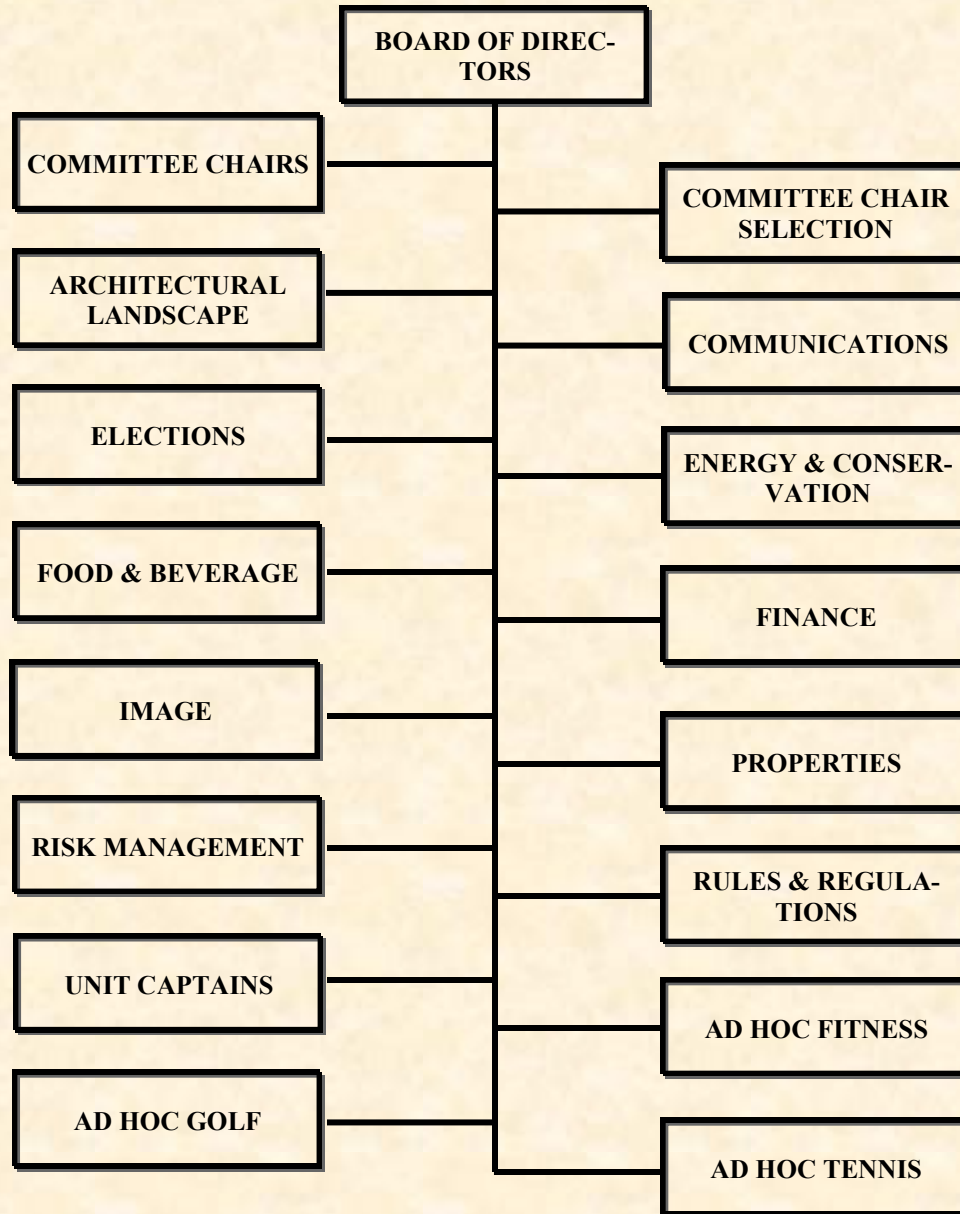 BOARD OF DIREC-
TORS
COMMITTEE CHAIRS
COMMITTEE CHAIR
SELECTION
ARCHITECTURAL
LANDSCAPE
COMMUNICATIONS
ELECTIONS
ENERGY & CONSER-
VATION
FOOD & BEVERAGE
FINANCE
IMAGE
PROPERTIES
RISK MANAGEMENT
RULES & REGULA-
TIONS
UNIT CAPTAINS
AD HOC FITNESS
AD HOC GOLF
AD HOC TENNIS